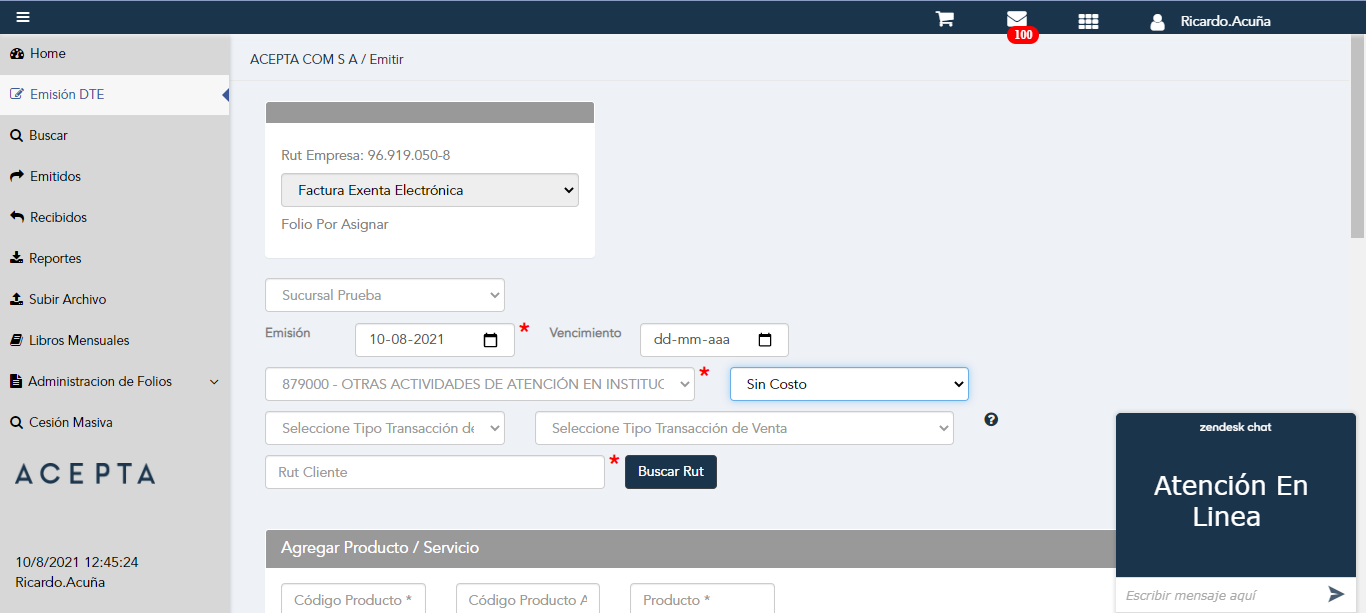 100
Ricardo.Acuña
Home
Emisión DTE
Buscar
Emitidos
Recibidos
Reportes
Subir Archivo
Libros Mensuales
Administracion de Folios
Cesión Masiva
ACEPTA
10/8/2021 12:45:24
Ricardo.Acuña
ACEPTA COM S A / Emitir
Rut Empresa: 96.919.050-8
Factura Exenta Electrónica
Folio Por Asignar
Sucursal Prueba
Emisión 10-08-2021 * Vencimiento dd-mm-aaa
879000 - OTRAS ACTIVIDADES DE ATENCIÓN EN INSTITUC * Sin Costo
Seleccione Tipo Transacción de Seleccione Tipo Transacción de Venta ?
Rut Cliente * Buscar Rut
Agregar Producto / Servicio
Código Producto * Código Producto A Producto *
zendesk chat
Atención En
Linea
Escribir mensaje aquí